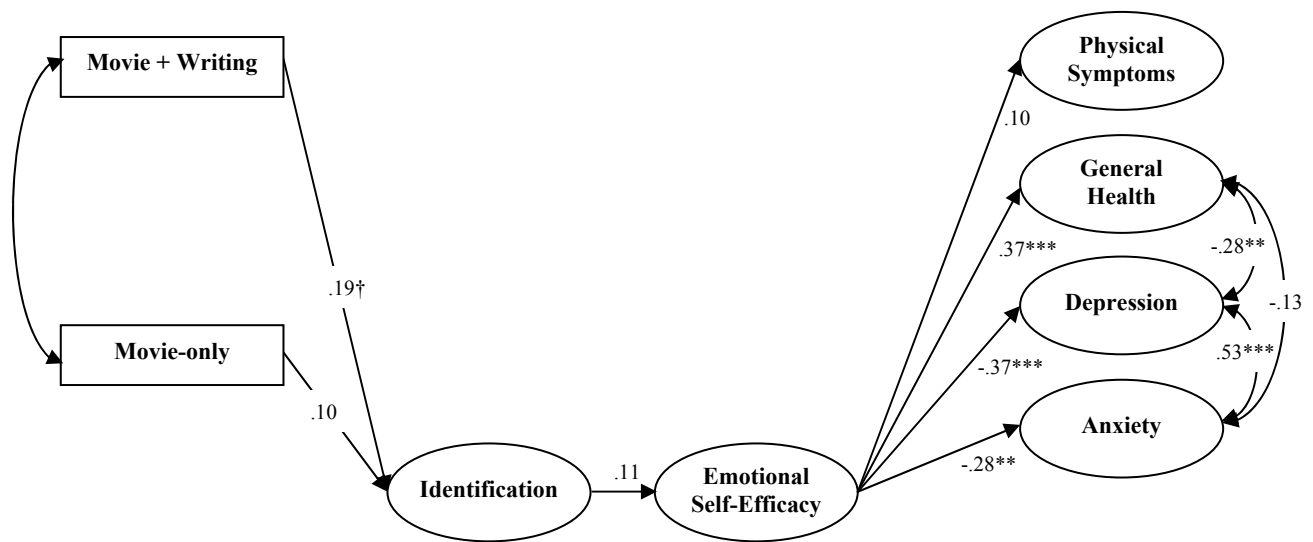 Movie + Writing
Physical
Symptoms
.10
General
Health
.37***
-.28**
.19†
Depression
-.13
Movie-only
-.37***
.53***
.10
Anxiety
-.28**
Identification
.11
Emotional
Self-Efficacy